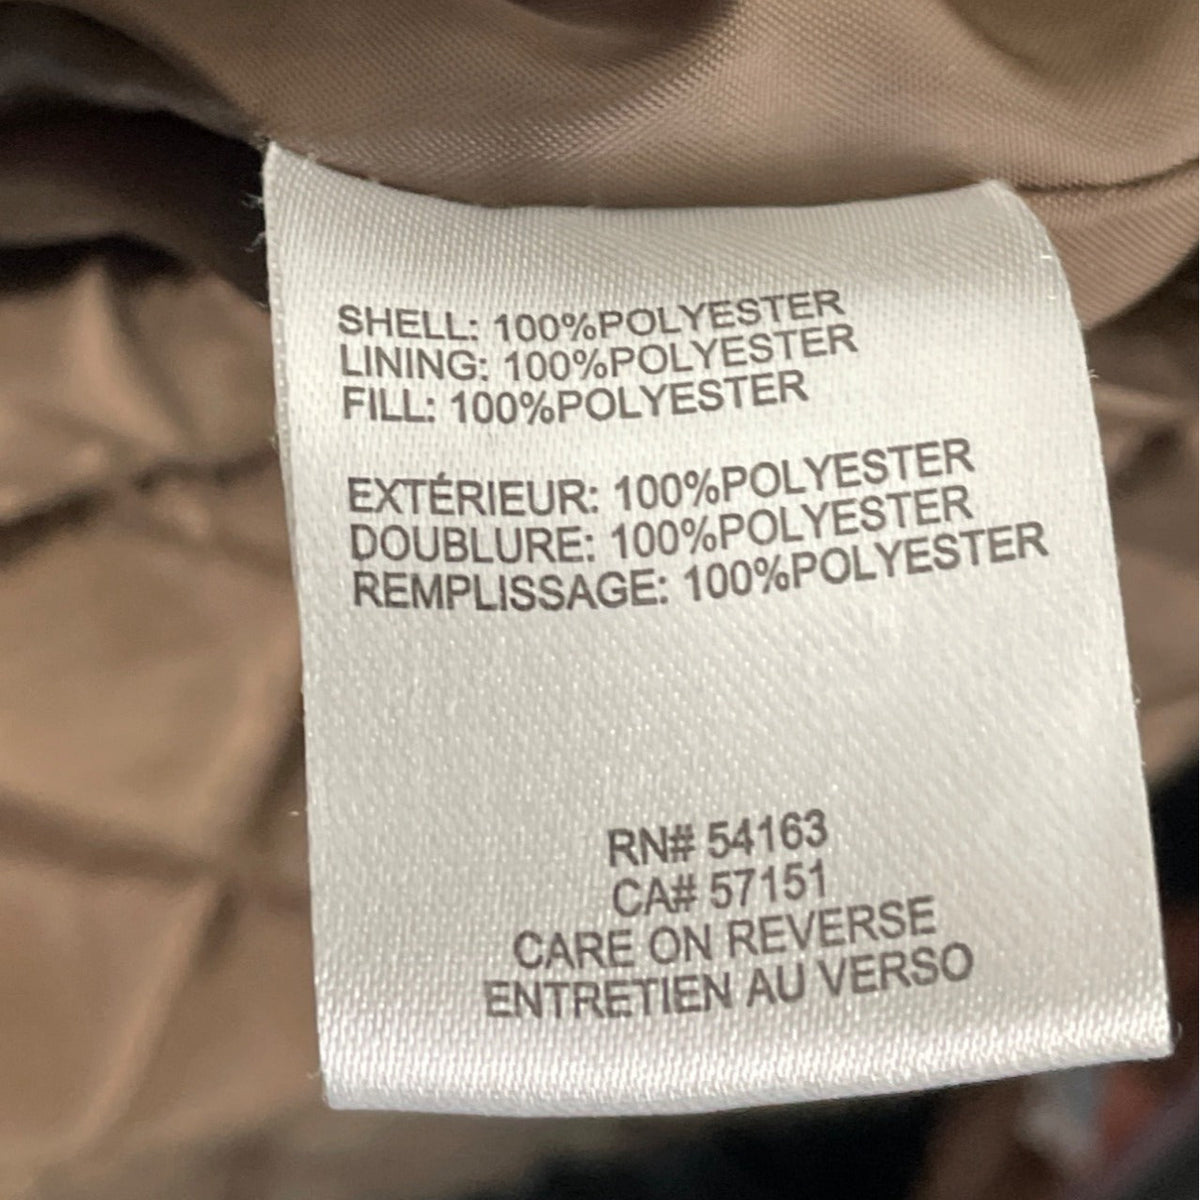 SHELL: 100%POLYESTER
LINING: 100%POLYESTER
FILL: 100%POLYESTER
EXTÉRIEUR: 100%POLYESTER
DOUBLURE: 100%POLYESTER
REMPLISSAGE: 100%POLYESTER
RN# 54163
CA# 57151
CARE ON REVERSE
ENTRETIEN AU VERSO